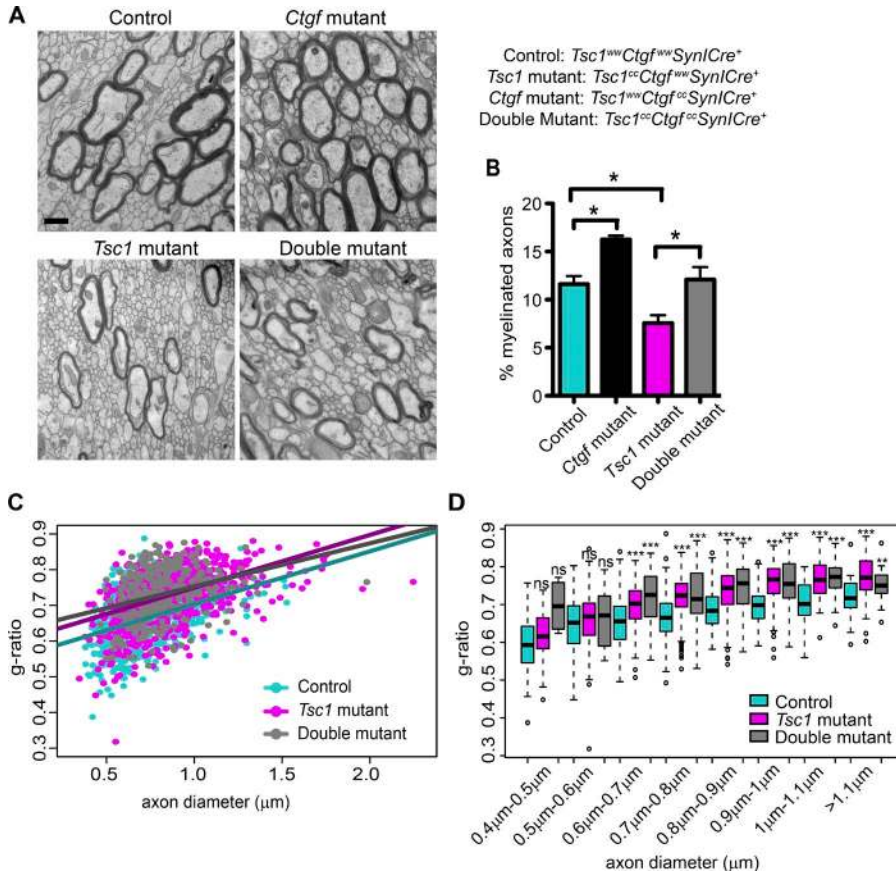 A
Control
Ctgf mutant
Tsc1 mutant
Double mutant
Control: Tsc1ʷʷCtgfʷʷSynICre⁺
Tsc1 mutant: Tsc1ᶜᶜCtgfʷʷSynICre⁺
Ctgf mutant: Tsc1ʷʷCtgfᶜᶜSynICre⁺
Double Mutant: Tsc1ᶜᶜCtgfᶜᶜSynICre⁺
B
* * *
% myelinated axons
20
15
10
5
0
Control
Ctgf mutant
Tsc1 mutant
Double mutant
C
g-ratio
0.9
0.8
0.7
0.6
0.5
0.4
0.3
Control
Tsc1 mutant
Double mutant
0.5 1.0 1.5 2.0
axon diameter (μm)
D
g-ratio
0.9
0.8
0.7
0.6
0.5
0.4
0.3
ns ns ns ns *** *** *** *** *** *** *** *** *** *** *** **
Control
Tsc1 mutant
Double mutant
0.4μm-0.5μm
0.5μm-0.6μm
0.6μm-0.7μm
0.7μm-0.8μm
0.8μm-0.9μm
0.9μm-1μm
1μm-1.1μm
>1.1μm
axon diameter (μm)